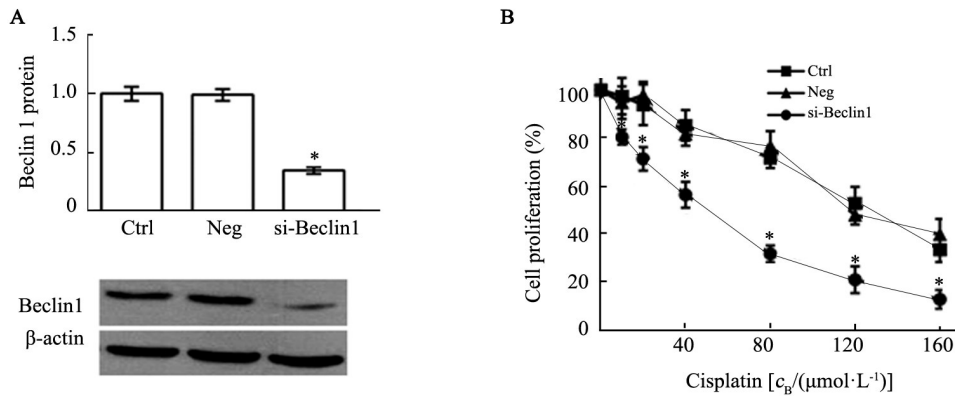 A
1.5
1.0
0.5
0
Beclin 1 protein
*
Ctrl Neg si-Beclin1
Beclin1
β-actin
B
Ctrl
Neg
si-Beclin1
100
80
60
40
20
0
Cell proliferation (%)
* * * * * *
40 80 120 160
Cisplatin [cB/(μmol·L⁻¹)]